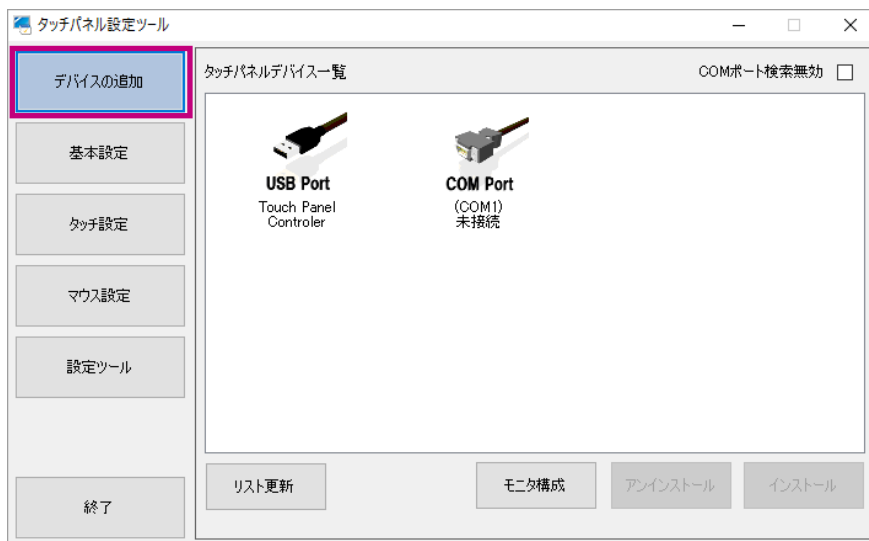 タッチパネル設定ツール
デバイスの追加
基本設定
タッチ設定
マウス設定
設定ツール
終了
タッチパネルデバイス一覧
COMポート検索無効
USB Port
Touch Panel
Controler
COM Port
(COM1)
未接続
リスト更新
モニタ構成
アンインストール
インストール